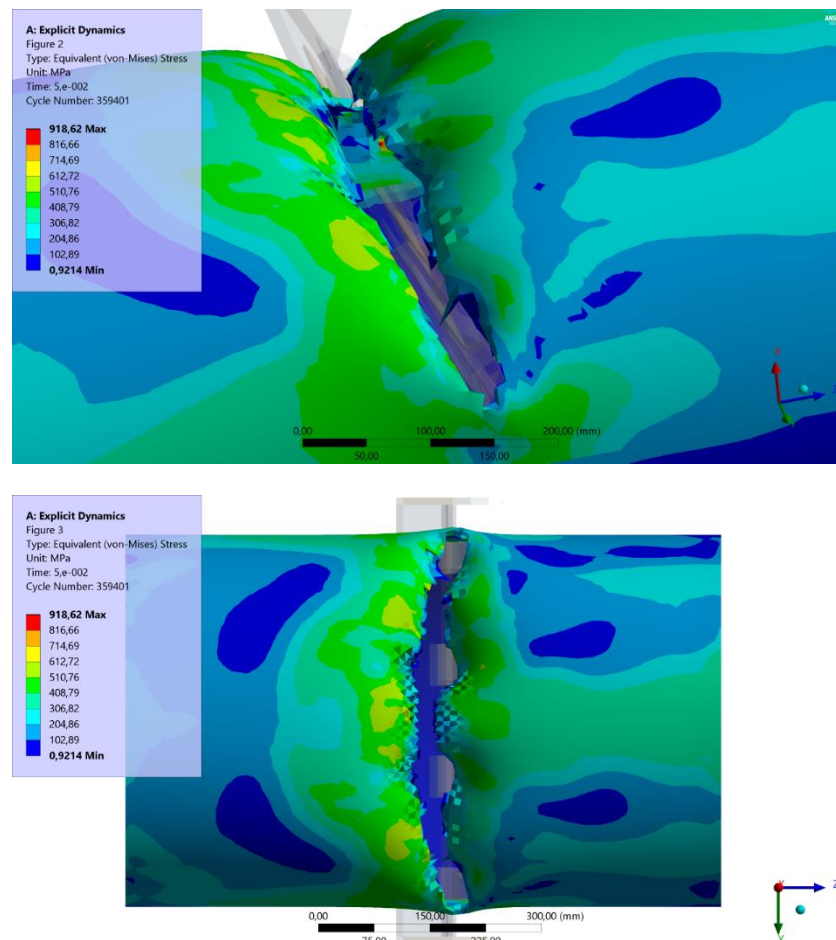 A: Explicit Dynamics
Figure 2
Type: Equivalent (von-Mises) Stress
Unit: MPa
Time: 5,e-002
Cycle Number: 359401
918,62 Max
816,66
714,69
612,72
510,76
408,79
306,82
204,86
102,89
0,9214 Min
0,00 100,00 200,00 (mm)
50,00 150,00
A: Explicit Dynamics
Figure 3
Type: Equivalent (von-Mises) Stress
Unit: MPa
Time: 5,e-002
Cycle Number: 359401
918,62 Max
816,66
714,69
612,72
510,76
408,79
306,82
204,86
102,89
0,9214 Min
0,00 150,00 300,00 (mm)
75,00 225,00
Z
Y